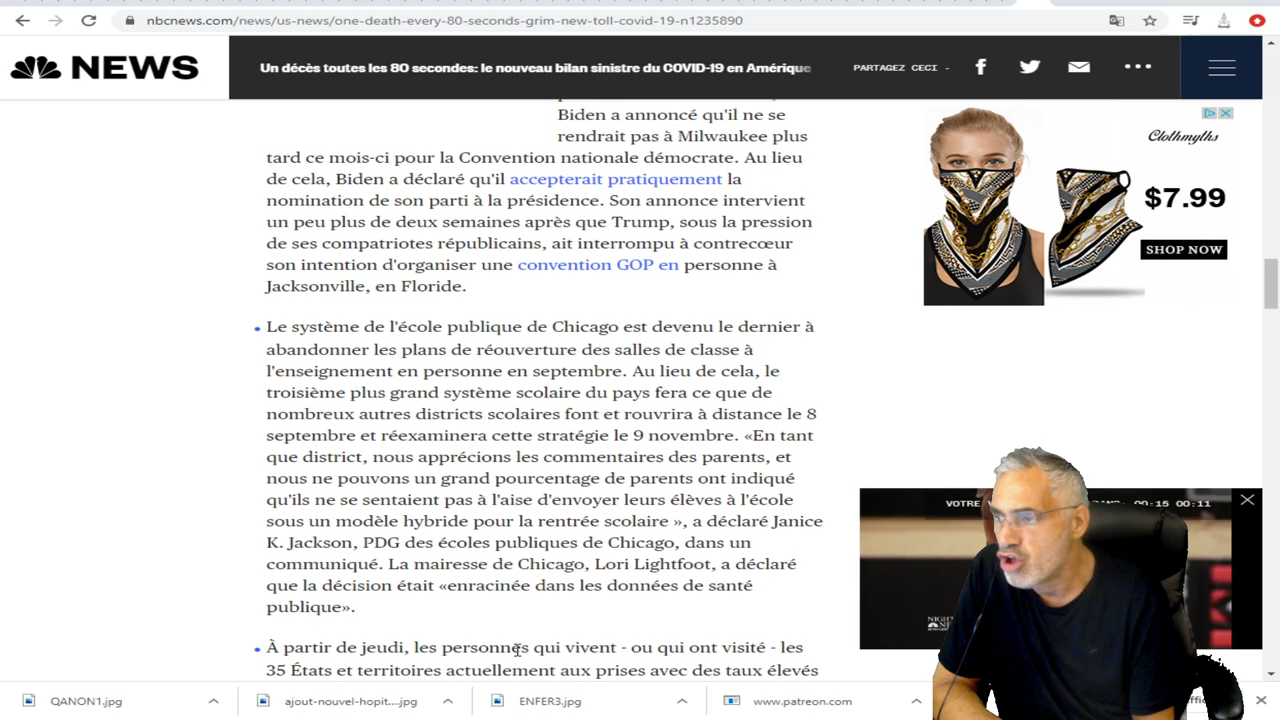 nbcnews.com/news/us-news/one-death-every-80-seconds-grim-new-toll-covid-19-n1235890
NEWS
Un décès toutes les 80 secondes: le nouveau bilan sinistre du COVID-19 en Amérique
PARTAGEZ CECI -
Biden a annoncé qu'il ne se
rendrait pas à Milwaukee plus
tard ce mois-ci pour la Convention nationale démocrate. Au lieu
de cela, Biden a déclaré qu'il accepterait pratiquement la
nomination de son parti à la présidence. Son annonce intervient
un peu plus de deux semaines après que Trump, sous la pression
de ses compatriotes républicains, ait interrompu à contrecœur
son intention d'organiser une convention GOP en personne à
Jacksonville, en Floride.
Clothmyths
$7.99
SHOP NOW
• Le système de l'école publique de Chicago est devenu le dernier à
abandonner les plans de réouverture des salles de classe à
l'enseignement en personne en septembre. Au lieu de cela, le
troisième plus grand système scolaire du pays fera ce que de
nombreux autres districts scolaires font et rouvrira à distance le 8
septembre et réexaminera cette stratégie le 9 novembre. «En tant
que district, nous apprécions les commentaires des parents, et
nous ne pouvons un grand pourcentage de parents ont indiqué
qu'ils ne se sentaient pas à l'aise d'envoyer leurs élèves à l'école
sous un modèle hybride pour la rentrée scolaire », a déclaré Janice
K. Jackson, PDG des écoles publiques de Chicago, dans un
communiqué. La mairesse de Chicago, Lori Lightfoot, a déclaré
que la décision était «enracinée dans les données de santé
publique».
• À partir de jeudi, les personnes qui vivent - ou qui ont visité - les
35 États et territoires actuellement aux prises avec des taux élevés
VOTRE
00:15 00:11
QANON1.jpg
ajout-nouvel-hopit....jpg
ENFER3.jpg
www.patreon.com